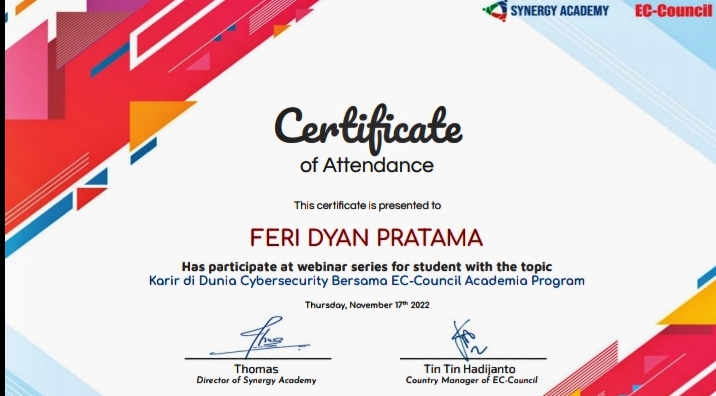 SYNERGY ACADEMY EC-Council
Certificate
of Attendance
This certificate is presented to
FERI DYAN PRATAMA
Has participate at webinar series for student with the topic
Karir di Dunia Cybersecurity Bersama EC-Council Academia Program
Thursday, November 17th 2022
Thomas
Director of Synergy Academy
Tin Tin Hadijanto
Country Manager of EC-Council